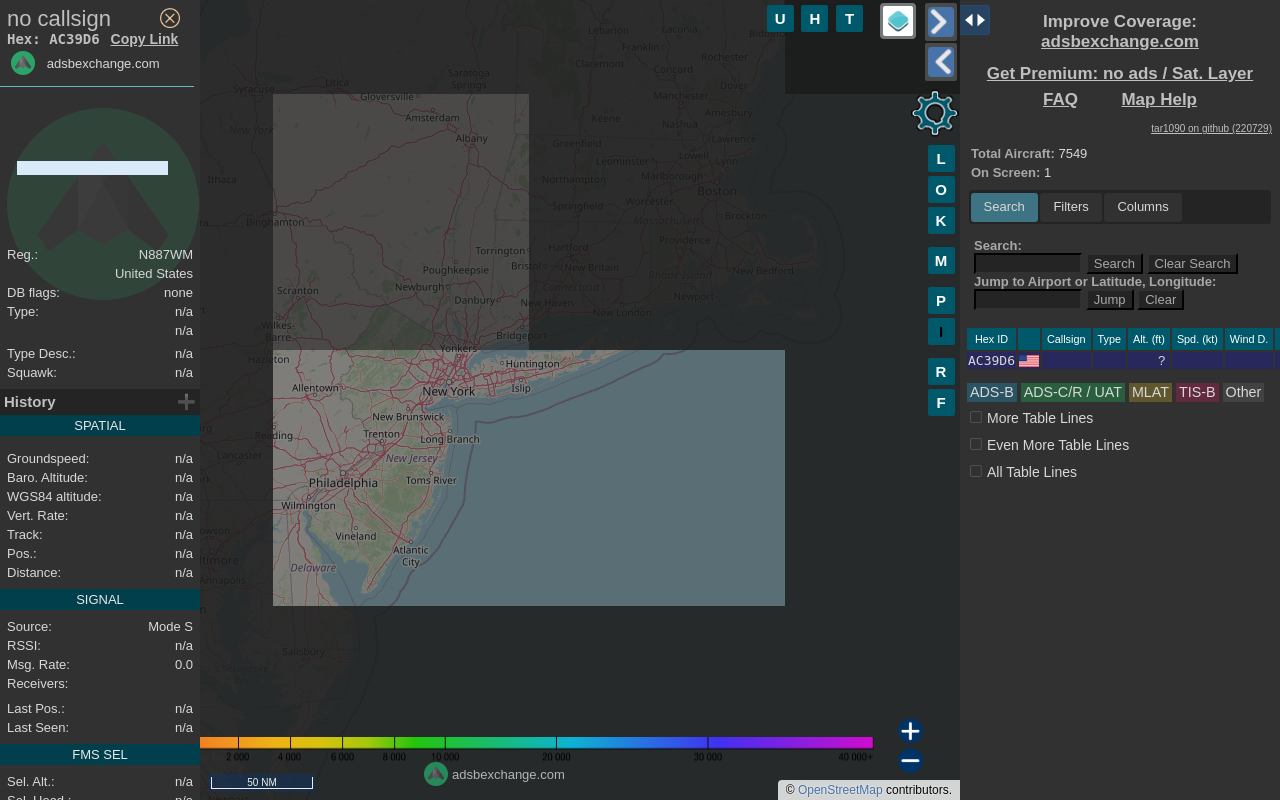 no callsign
Hex: AC39D6 Copy Link
adsbexchange.com
Reg.: N887WM
United States
DB flags: none
Type: n/a
n/a
Type Desc.: n/a
Squawk: n/a
History
SPATIAL
Groundspeed: n/a
Baro. Altitude: n/a
WGS84 altitude: n/a
Vert. Rate: n/a
Track: n/a
Pos.: n/a
Distance: n/a
SIGNAL
Source: Mode S
RSSI: n/a
Msg. Rate: 0.0
Receivers:
Last Pos.: n/a
Last Seen: n/a
FMS SEL
Sel. Alt.: n/a
Sel. Head.: n/a
U H T
L
O
K
M
P
I
R
F
Lebanon
Laconia
Franklin
Rochester
Claremont
Concord
Dover
Utica
Saratoga
Springs
Syracuse
Gloversville
Manchester
Amesbury
Amsterdam
Keene
Nashua
New York
Albany
Greenfield
Lawrence
Leominster
Lowell
Lynn
Ithaca
Northampton
Marlborough
Boston
Worcester
Springfield
Massachusetts
Brockton
Binghamton
Providence
Torrington
Hartford
Bristol
New Britain
Poughkeepsie
Rhode Island
New Bedford
Scranton
Newburgh
Connecticut
Danbury
New Haven
Newport
New London
Wilkes-
Barre
Bridgeport
Yonkers
Hazleton
Huntington
Allentown
New York
Islip
New Brunswick
Reading
Trenton
Long Branch
Lancaster
New Jersey
Philadelphia
Toms River
Wilmington
Vineland
Atlantic
City
Delaware
Annapolis
Salisbury
2 000 4 000 6 000 8 000 10 000 20 000 30 000 40 000+
adsbexchange.com
50 NM
© OpenStreetMap contributors.
Improve Coverage:
adsbexchange.com
Get Premium: no ads / Sat. Layer
FAQ Map Help
tar1090 on github (220729)
Total Aircraft: 7549
On Screen: 1
Search Filters Columns
Search:
Search Clear Search
Jump to Airport or Latitude, Longitude:
Jump Clear
Hex ID Callsign Type Alt. (ft) Spd. (kt) Wind D.
AC39D6 ?
ADS-B ADS-C/R / UAT MLAT TIS-B Other
More Table Lines
Even More Table Lines
All Table Lines